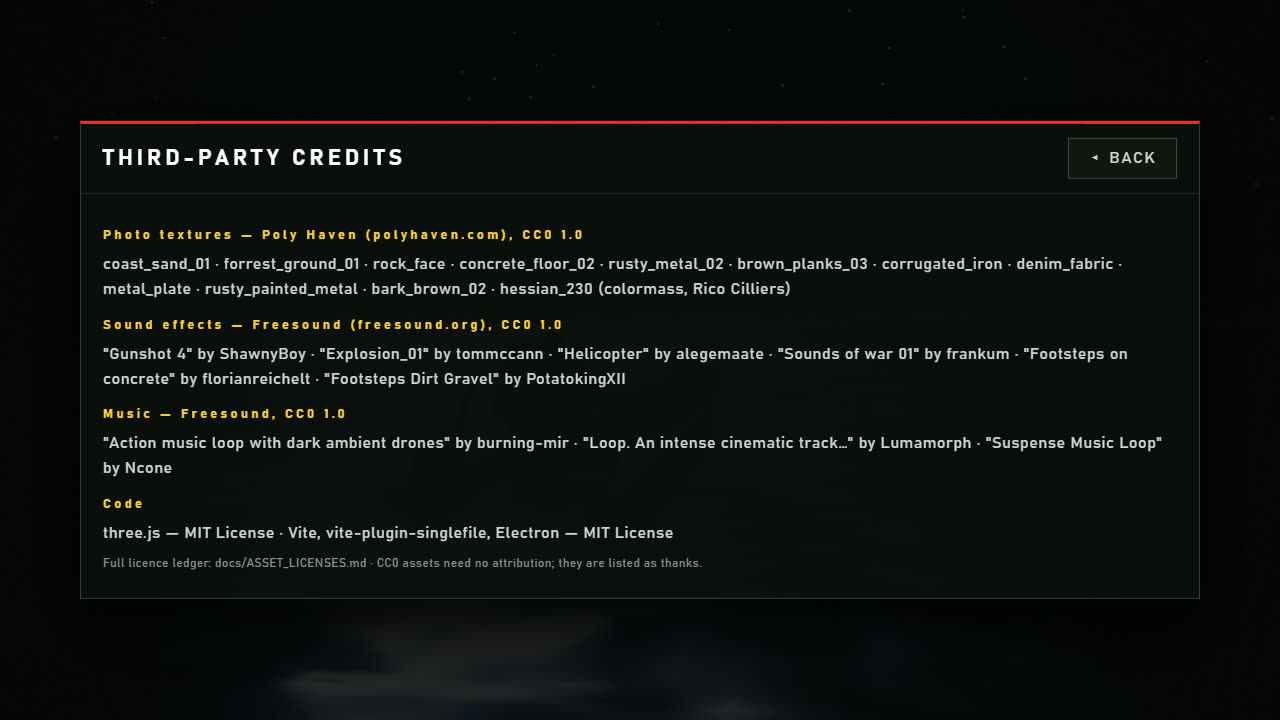 THIRD-PARTY CREDITS
◂ BACK
Photo textures — Poly Haven (polyhaven.com), CC0 1.0
coast_sand_01 · forrest_ground_01 · rock_face · concrete_floor_02 · rusty_metal_02 · brown_planks_03 · corrugated_iron · denim_fabric ·
metal_plate · rusty_painted_metal · bark_brown_02 · hessian_230 (colormass, Rico Cilliers)
Sound effects — Freesound (freesound.org), CC0 1.0
"Gunshot 4" by ShawnyBoy · "Explosion_01" by tommccann · "Helicopter" by alegemaate · "Sounds of war 01" by frankum · "Footsteps on
concrete" by florianreichelt · "Footsteps Dirt Gravel" by PotatokingXII
Music — Freesound, CC0 1.0
"Action music loop with dark ambient drones" by burning-mir · "Loop. An intense cinematic track…" by Lumamorph · "Suspense Music Loop"
by Ncone
Code
three.js — MIT License · Vite, vite-plugin-singlefile, Electron — MIT License
Full licence ledger: docs/ASSET_LICENSES.md · CC0 assets need no attribution; they are listed as thanks.